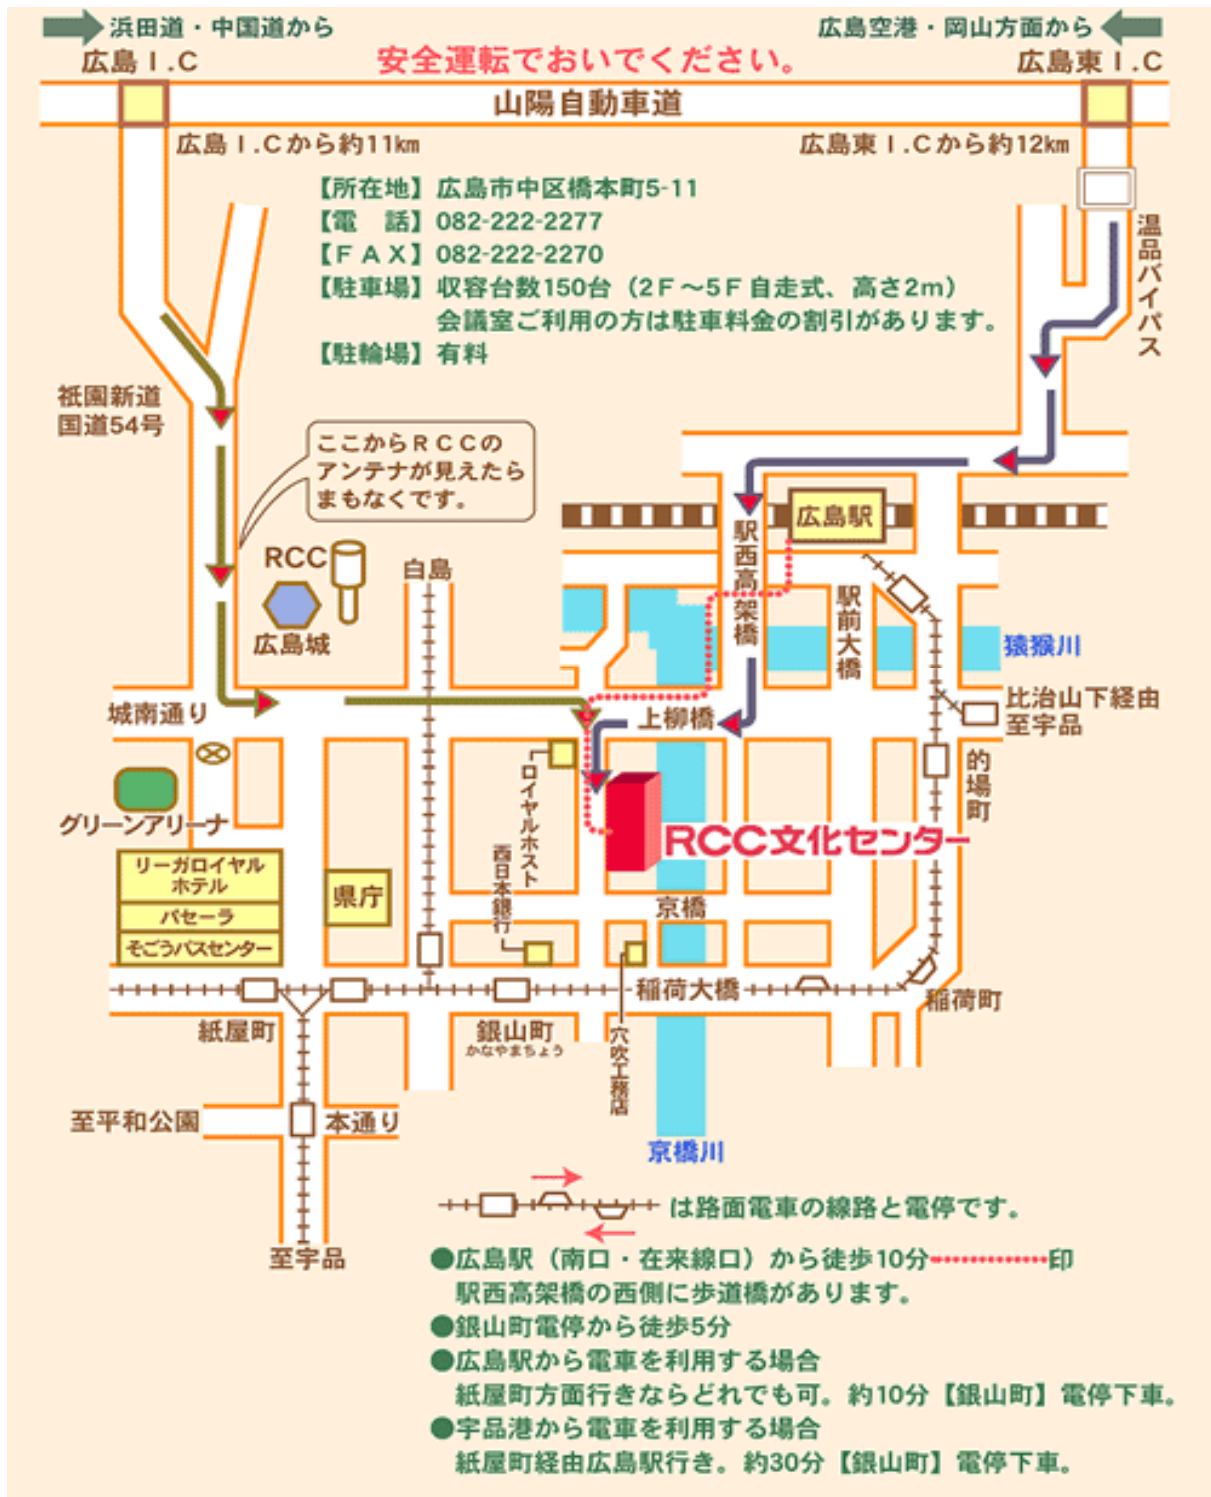 浜田道・中国道から
広島空港・岡山方面から
広島I.C
安全運転でおいでください。
広島東I.C
山陽自動車道
広島I.Cから約11km
広島東I.Cから約12km
【所在地】広島市中区橋本町5-11
【電　話】082-222-2277
【FAX】082-222-2270
【駐車場】収容台数150台（2F～5F自走式、高さ2m）
会議室ご利用の方は駐車料金の割引があります。
【駐輪場】有料
温品バイパス
祇園新道
国道54号
ここからRCCの
アンテナが見えたら
まもなくです。
広島駅
駅西高架橋
RCC
白島
駅前大橋
広島城
猿猴川
城南通り
上柳橋
比治山下経由
至宇品
的場町
ロイヤルホスト
グリーンアリーナ
RCC文化センター
西日本銀行
リーガロイヤル
ホテル
パセーラ
そごうバスセンター
県庁
京橋
稲荷大橋
稲荷町
紙屋町
銀山町
かなやまちょう
穴吹工務店
至平和公園
本通り
京橋川
至宇品
は路面電車の線路と電停です。
●広島駅（南口・在来線口）から徒歩10分 印
駅西高架橋の西側に歩道橋があります。
●銀山町電停から徒歩5分
●広島駅から電車を利用する場合
紙屋町方面行きならどれでも可。約10分【銀山町】電停下車。
●宇品港から電車を利用する場合
紙屋町経由広島駅行き。約30分【銀山町】電停下車。